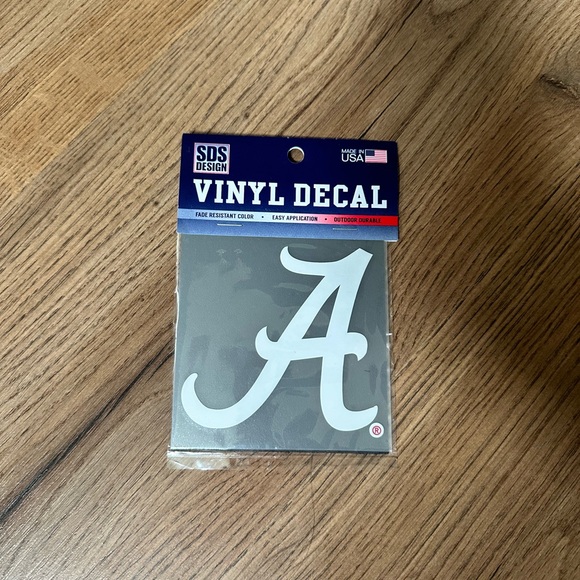 SDS
DESIGN
MADE IN
USA
VINYL DECAL
FADE RESISTANT COLOR • EASY APPLICATION • OUTDOOR DURABLE
A
®